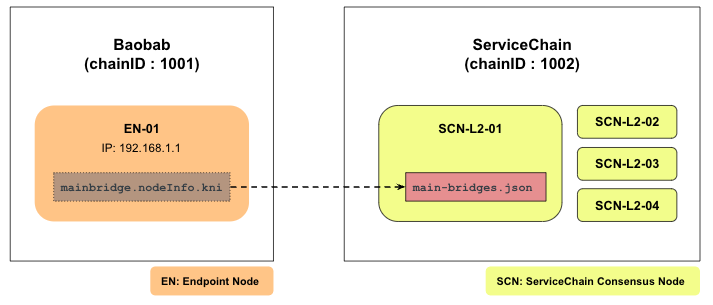 Baobab
(chainID : 1001)
EN-01
IP: 192.168.1.1
mainbridge.nodeInfo.kni
EN: Endpoint Node
ServiceChain
(chainID : 1002)
SCN-L2-01
main-bridges.json
SCN-L2-02
SCN-L2-03
SCN-L2-04
SCN: ServiceChain Consensus Node